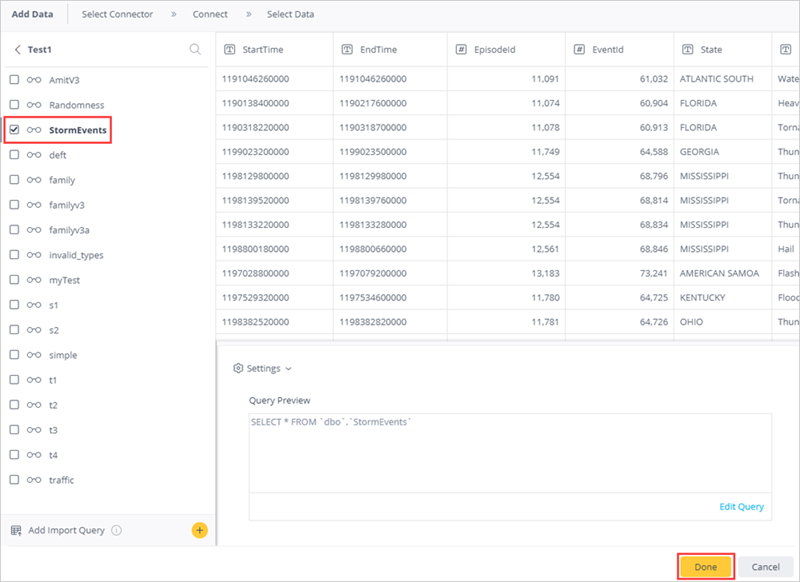 Add Data Select Connector » Connect » Select Data
Test1
AmitV3
Randomness
StormEvents
deft
family
familyv3
familyv3a
invalid_types
myTest
s1
s2
simple
t1
t2
t3
t4
traffic
Add Import Query
StartTime EndTime # EpisodeId # EventId State
1191046260000 1191046260000 11,091 61,032 ATLANTIC SOUTH Wate
1190138400000 1190217600000 11,074 60,904 FLORIDA Heav
1190318220000 1190318700000 11,078 60,913 FLORIDA Torna
1199023200000 1199023500000 11,749 64,588 GEORGIA Thun
1198129800000 1198129980000 12,554 68,796 MISSISSIPPI Thun
1198139520000 1198139760000 12,554 68,814 MISSISSIPPI Torna
1198133220000 1198133280000 12,554 68,834 MISSISSIPPI Thun
1198800180000 1198800660000 12,561 68,846 MISSISSIPPI Hail
1197028800000 1197079200000 13,183 73,241 AMERICAN SAMOA Flash
1197529320000 1197534600000 11,780 64,725 KENTUCKY Flood
1198382520000 1198382820000 11,781 64,726 OHIO Thun
Settings
Query Preview
SELECT * FROM `dbo`.`StormEvents`
Edit Query
Done Cancel